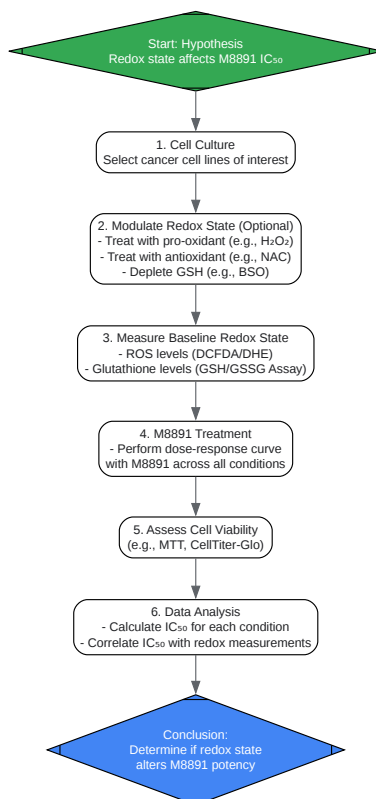 Start: Hypothesis
Redox state affects M8891 IC₅₀
1. Cell Culture
Select cancer cell lines of interest
2. Modulate Redox State (Optional)
- Treat with pro-oxidant (e.g., H₂O₂)
- Treat with antioxidant (e.g., NAC)
- Deplete GSH (e.g., BSO)
3. Measure Baseline Redox State
- ROS levels (DCFDA/DHE)
- Glutathione levels (GSH/GSSG Assay)
4. M8891 Treatment
- Perform dose-response curve
with M8891 across all conditions
5. Assess Cell Viability
(e.g., MTT, CellTiter-Glo)
6. Data Analysis
- Calculate IC₅₀ for each condition
- Correlate IC₅₀ with redox measurements
Conclusion:
Determine if redox state
alters M8891 potency